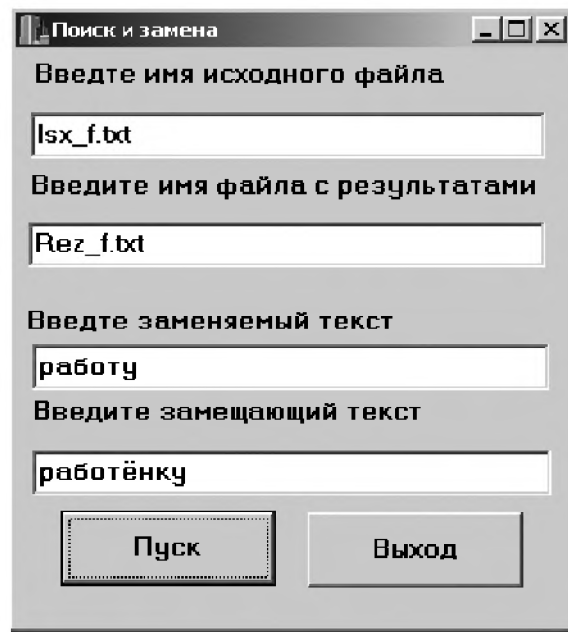 Поиск и замена
Введте имя исходного файла
Isx_f.txt
Введите имя файла с результатами
Rez_f.txt
Введте заменяемый текст
работу
Введите замещающий текст
работёнку
Пуск
Выход